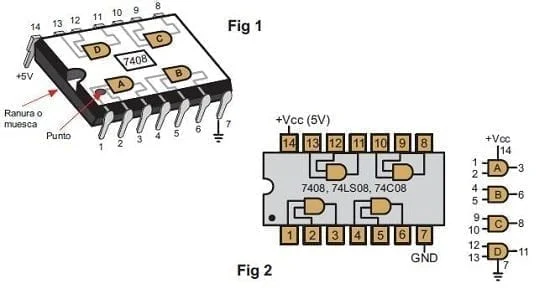 Fig 1
14 13 12 11 10 9 8
D
C
7408
A
B
+5V
Ranura o
muesca
Punto
1 2 3 4 5 6 7
+Vcc (5V)
14 13 12 11 10 9 8
7408, 74LS08, 74C08
1 2 3 4 5 6 7
GND
Fig 2
+Vcc
14
1
2
A
3
4
5
B
6
9
10
C
8
12
13
D
11
7